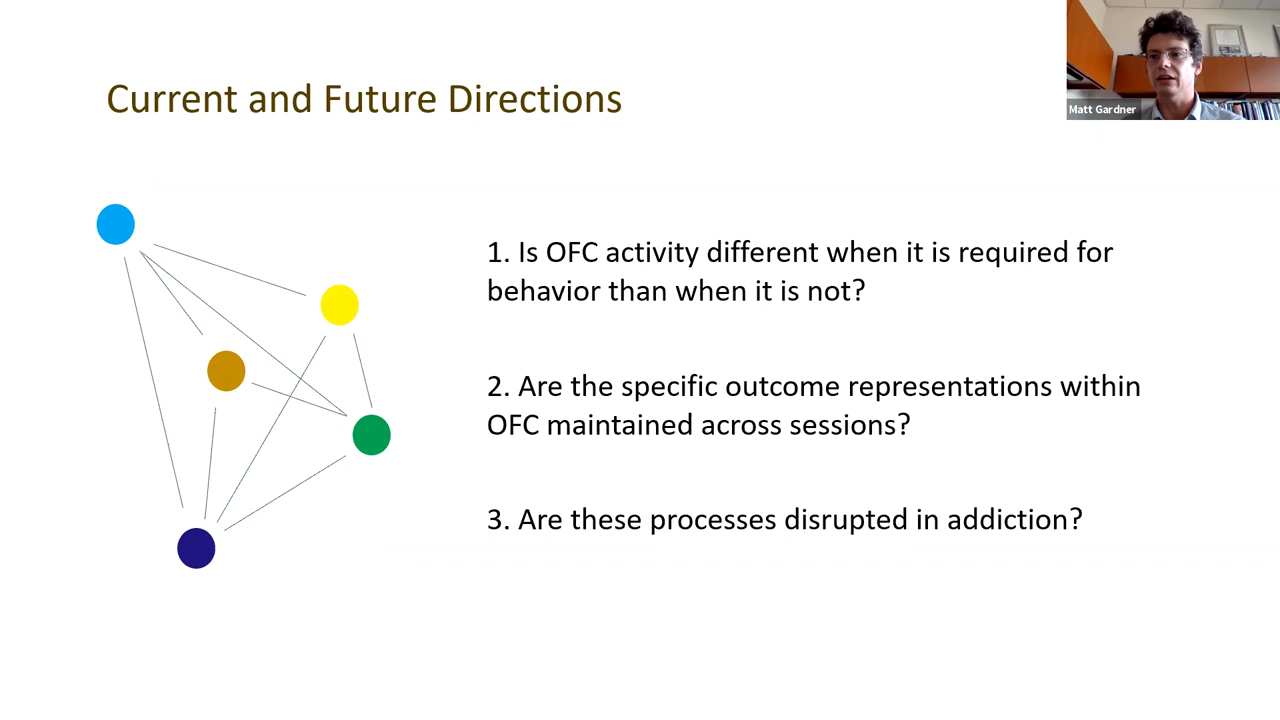 Current and Future Directions
Matt Gardner
1. Is OFC activity different when it is required for
behavior than when it is not?
2. Are the specific outcome representations within
OFC maintained across sessions?
3. Are these processes disrupted in addiction?